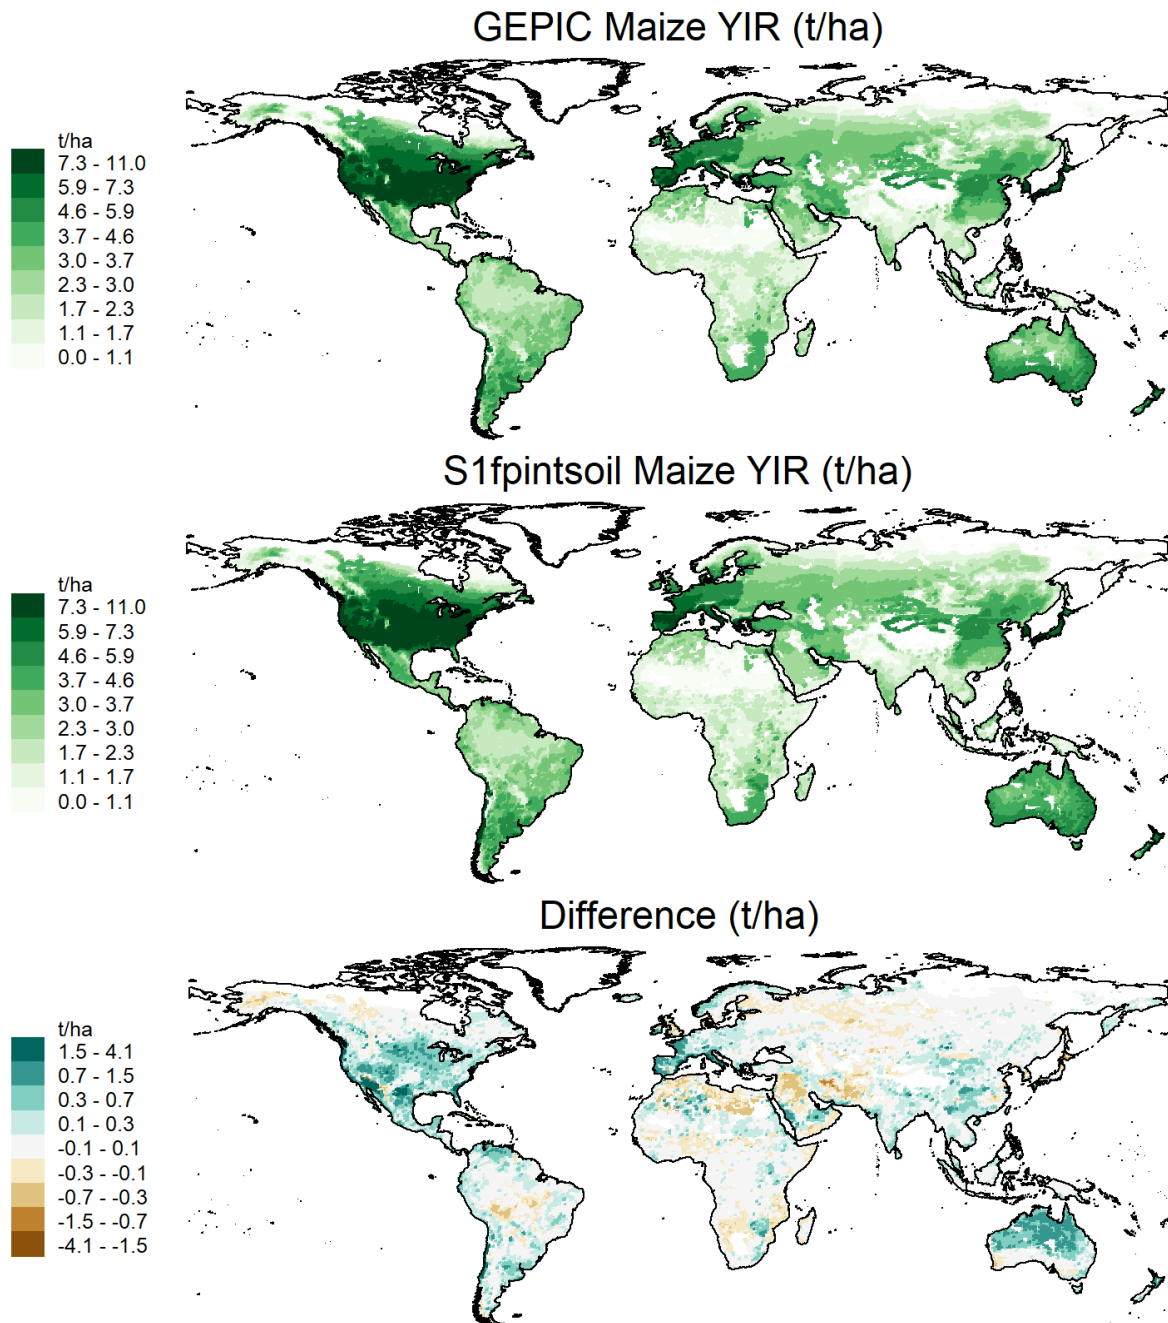 GEPIC Maize YIR (t/ha)
t/ha
7.3 - 11.0
5.9 - 7.3
4.6 - 5.9
3.7 - 4.6
3.0 - 3.7
2.3 - 3.0
1.7 - 2.3
1.1 - 1.7
0.0 - 1.1
S1fpintsoil Maize YIR (t/ha)
t/ha
7.3 - 11.0
5.9 - 7.3
4.6 - 5.9
3.7 - 4.6
3.0 - 3.7
2.3 - 3.0
1.7 - 2.3
1.1 - 1.7
0.0 - 1.1
Difference (t/ha)
t/ha
1.5 - 4.1
0.7 - 1.5
0.3 - 0.7
0.1 - 0.3
-0.1 - 0.1
-0.3 - -0.1
-0.7 - -0.3
-1.5 - -0.7
-4.1 - -1.5